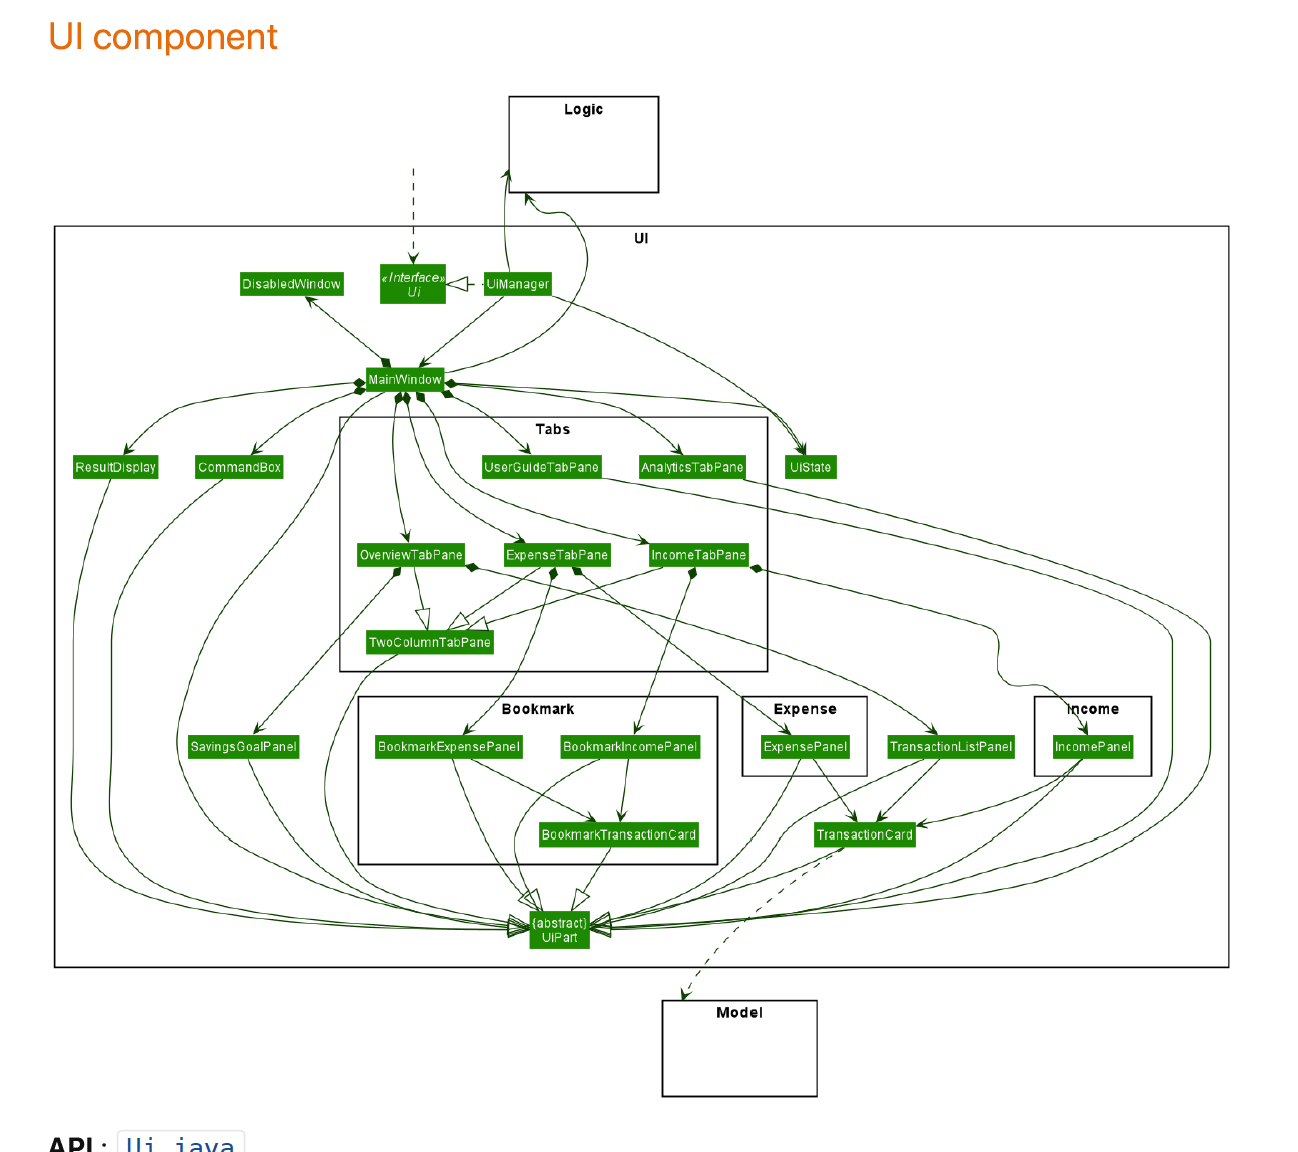 UI component
Logic
UI
DisabledWindow
«Interface»
Ui
UiManager
MainWindow
Tabs
ResultDisplay
CommandBox
UserGuideTabPane
AnalyticsTabPane
UiState
OverviewTabPane
ExpenseTabPane
IncomeTabPane
TwoColumnTabPane
Bookmark
Expense
Income
SavingsGoalPanel
BookmarkExpensePanel
BookmarkIncomePanel
ExpensePanel
TransactionListPanel
IncomePanel
BookmarkTransactionCard
TransactionCard
{abstract}
UiPart
Model
API : Ui.java